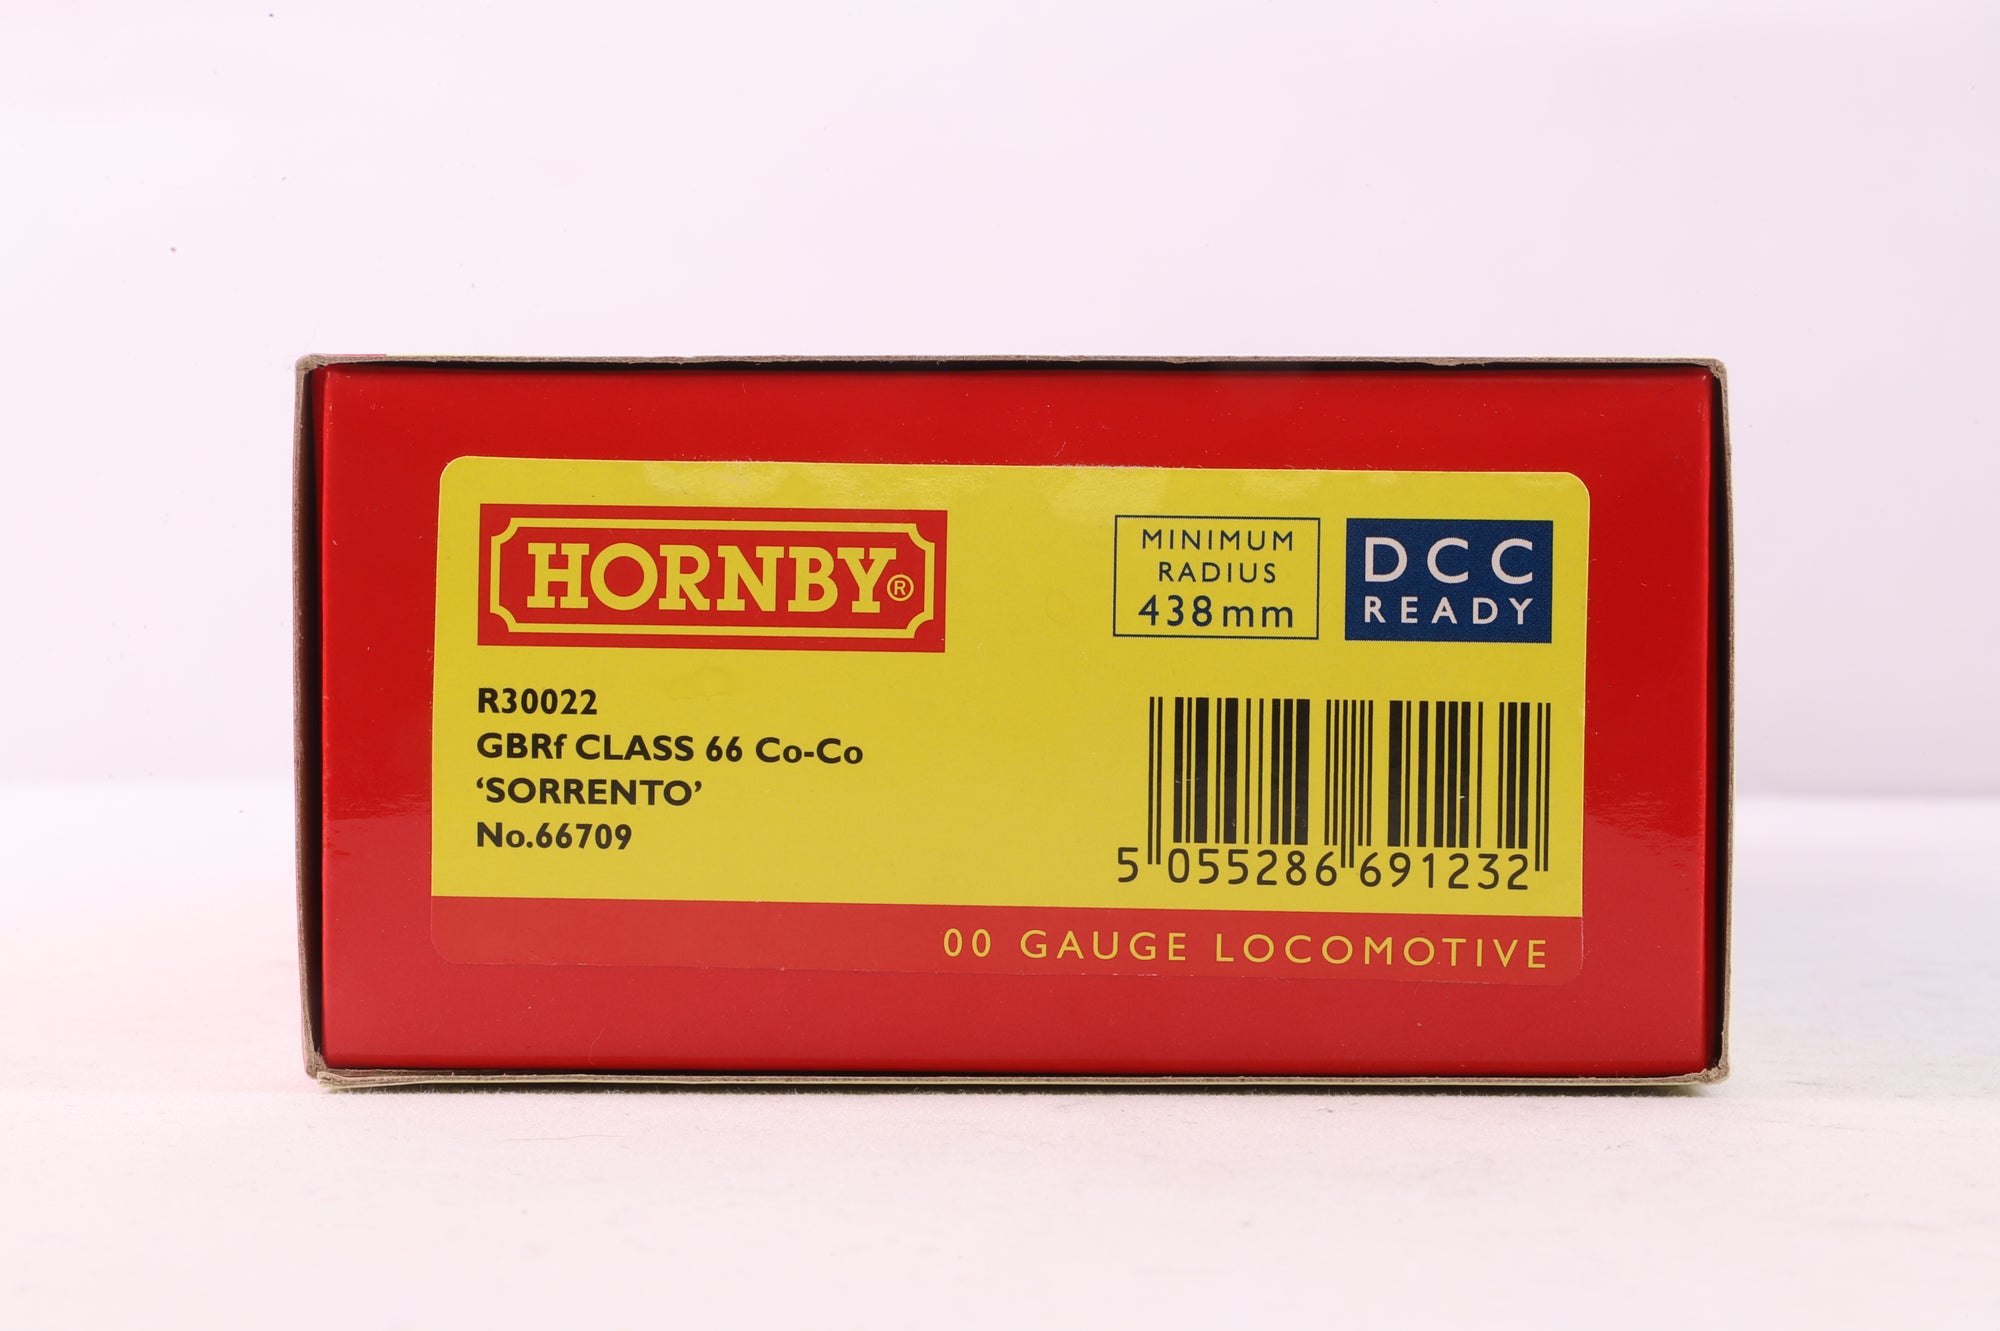 HORNBY®
MINIMUM
RADIUS
438mm
DCC
READY
R30022
GBRf CLASS 66 Co-Co
‘SORRENTO’
No.66709
5 055286 691232
00 GAUGE LOCOMOTIVE